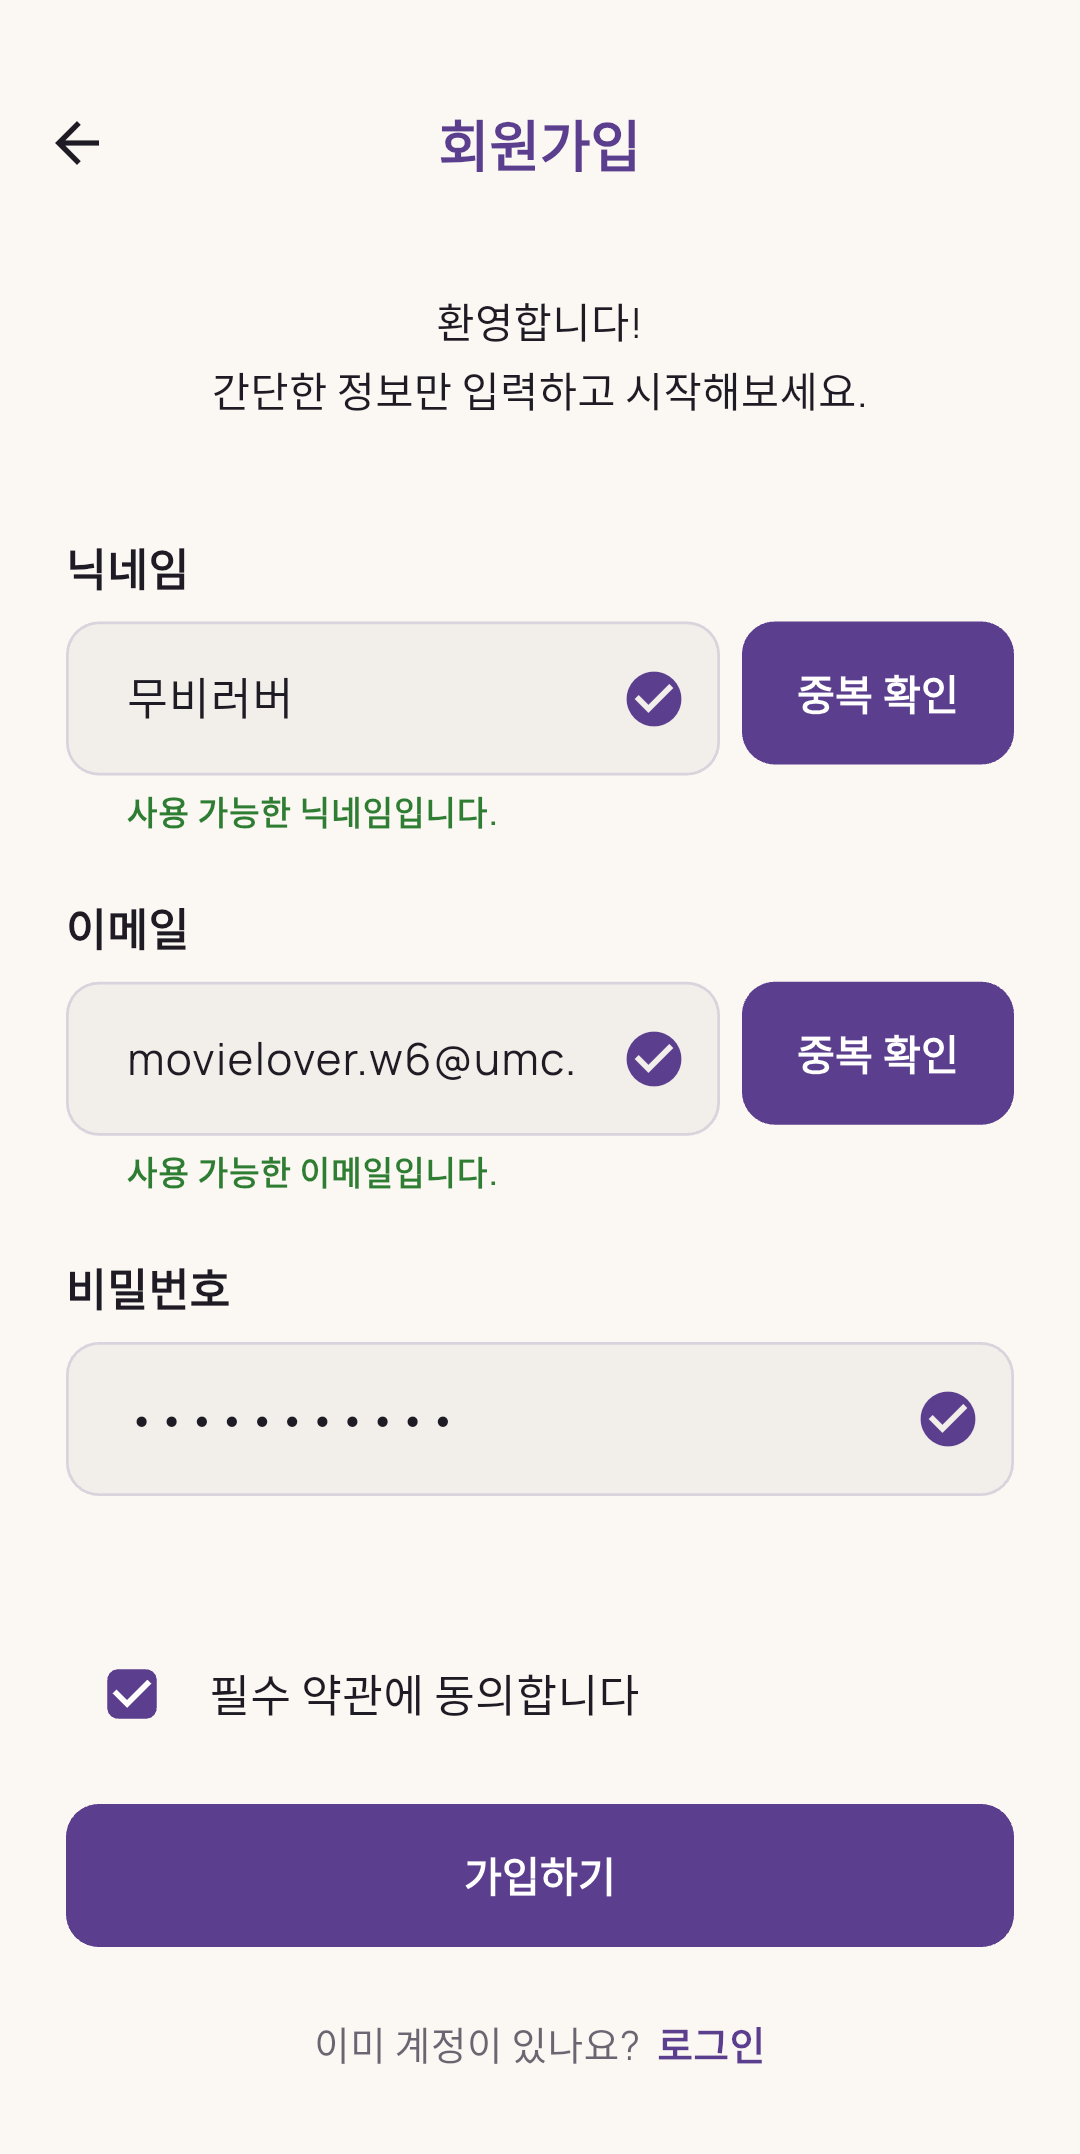 회원가입
환영합니다!
간단한 정보만 입력하고 시작해보세요.
닉네임
무비러버
중복 확인
사용 가능한 닉네임입니다.
이메일
movielover.w6@umc.
중복 확인
사용 가능한 이메일입니다.
비밀번호
•••••••••••
필수 약관에 동의합니다
가입하기
이미 계정이 있나요? 로그인